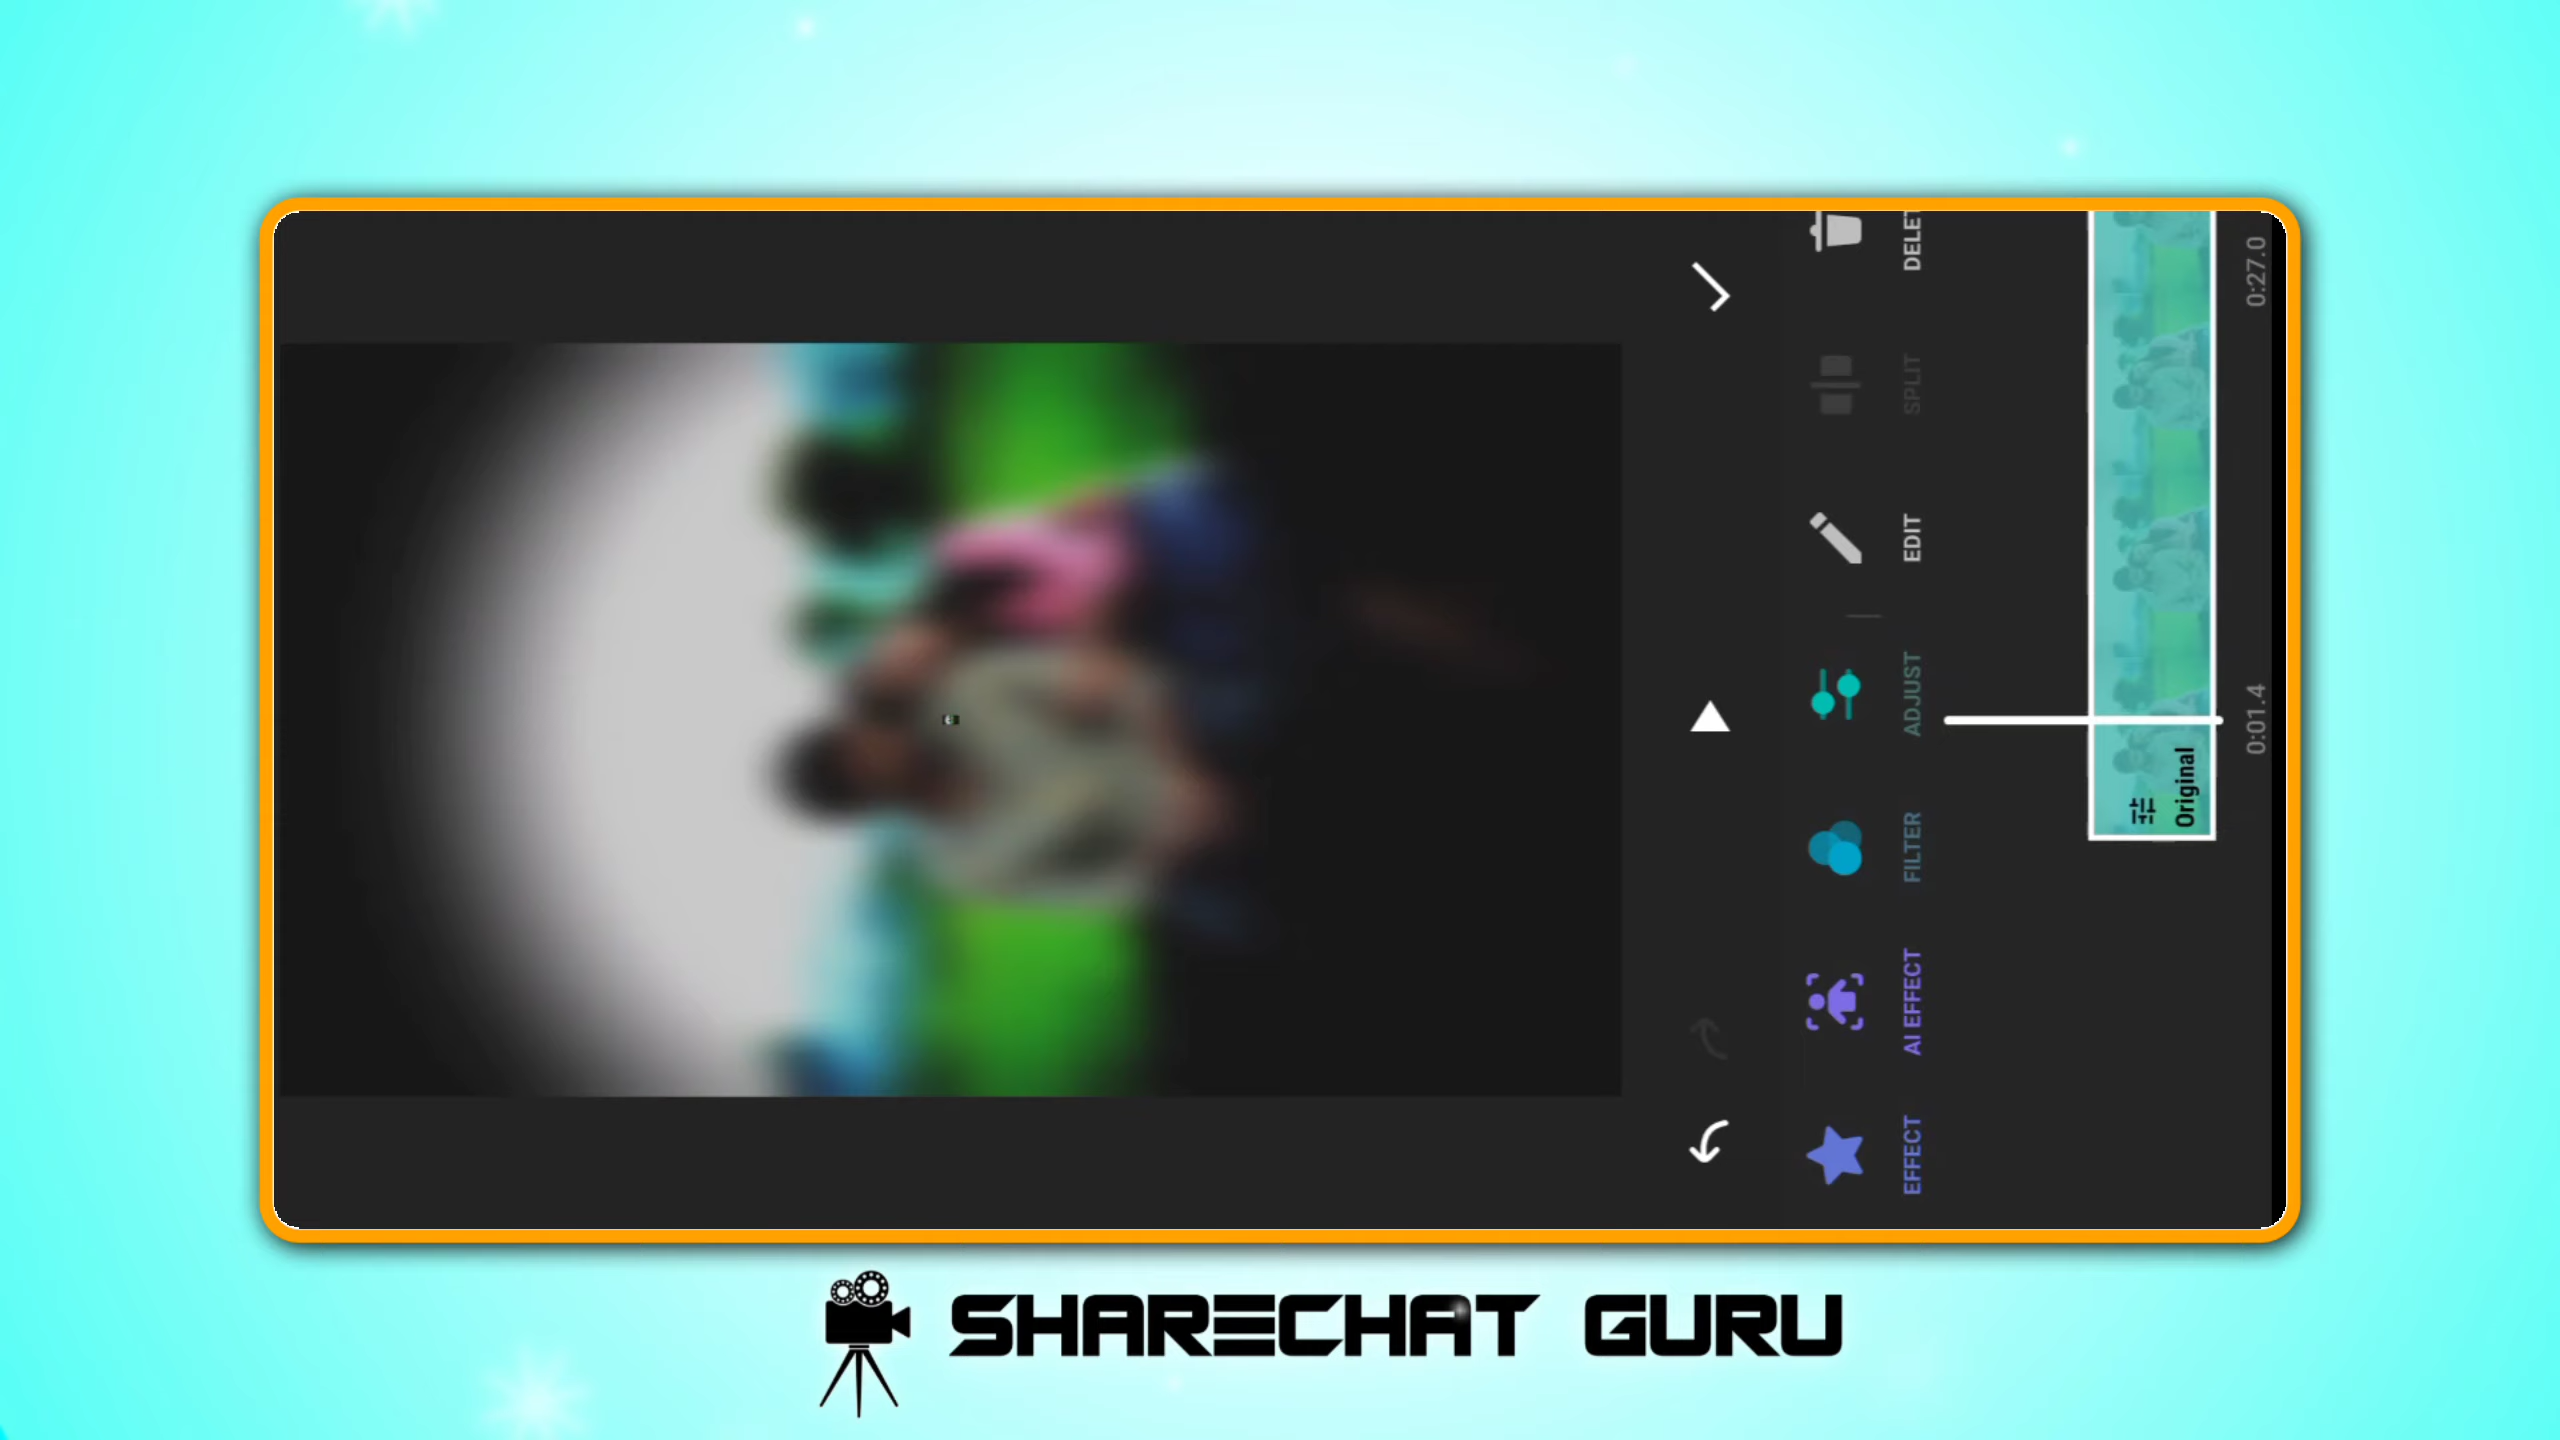 EFFECT
AI EFFECT
FILTER
ADJUST
EDIT
SPLIT
DELET
Original
0:01.4
0:27.0
SHARECHAT GURU